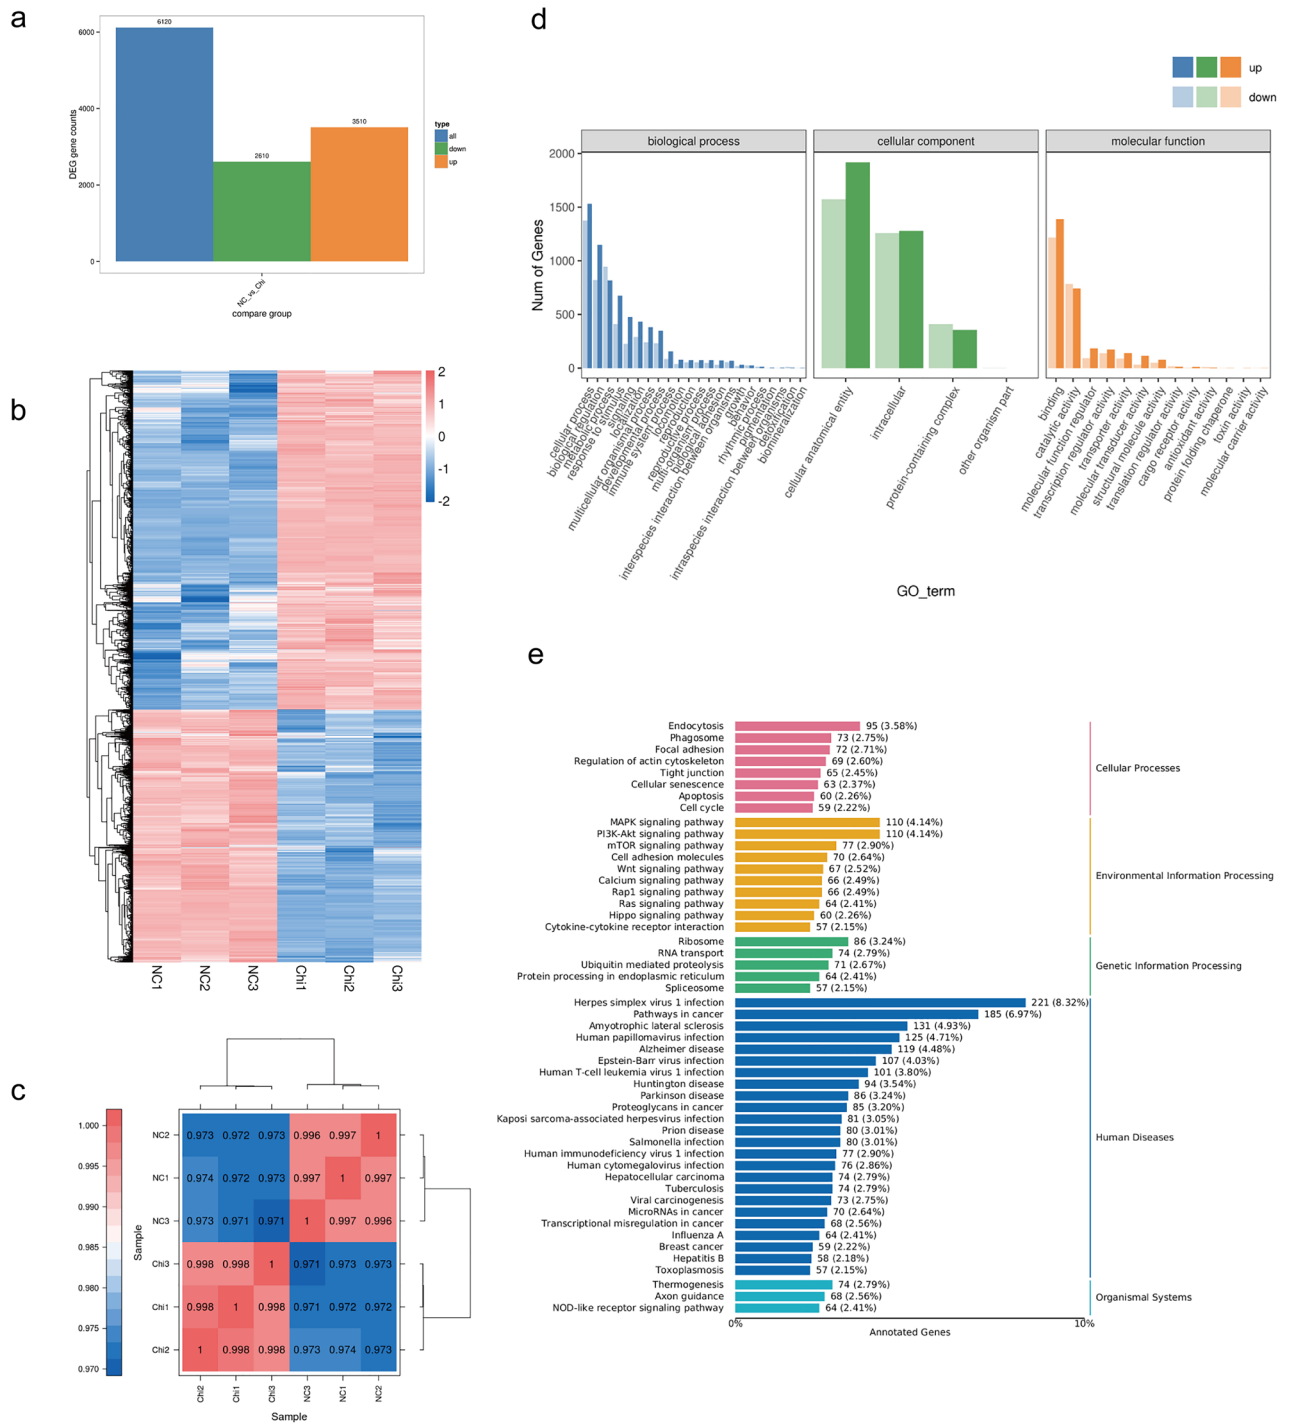 a
6120
2610
3510
6000
4000
2000
0
DEG gene counts
NC_vs_Chi
compare group
type
all
down
up
b
2
1
0
-1
-2
NC1
NC2
NC3
Chi1
Chi2
Chi3
c
1.000
0.995
0.990
0.985
0.980
0.975
0.970
Sample
NC2 0.973 0.972 0.973 0.996 0.997 1
NC1 0.974 0.972 0.973 0.997 1 0.997
NC3 0.973 0.971 0.971 1 0.997 0.996
Chi3 0.998 0.998 1 0.971 0.973 0.973
Chi1 0.998 1 0.998 0.971 0.972 0.972
Chi2 1 0.998 0.998 0.973 0.974 0.973
Chi2 Chi1 Chi3 NC3 NC1 NC2
Sample
d
up
down
biological process
cellular component
molecular function
2000
1500
1000
500
0
Num of Genes
cellular process
biological regulation
metabolic process
response to stimulus
signaling
localization
multicellular organismal process
developmental process
immune system process
locomotion
reproduction
reproductive process
multi-organism process
biological adhesion
interspecies interaction between organisms
growth
behavior
rhythmic process
pigmentation
intraspecies interaction between organisms
detoxification
biomineralization
cellular anatomical entity
intracellular
protein-containing complex
other organism part
binding
catalytic activity
molecular function regulator
transcription regulator activity
transporter activity
molecular transducer activity
structural molecule activity
translation regulator activity
cargo receptor activity
antioxidant activity
protein folding chaperone
toxin activity
molecular carrier activity
GO_term
e
Endocytosis 95 (3.58%)
Phagosome 73 (2.75%)
Focal adhesion 72 (2.71%)
Regulation of actin cytoskeleton 69 (2.60%)
Tight junction 65 (2.45%)
Cellular senescence 63 (2.37%)
Apoptosis 60 (2.26%)
Cell cycle 59 (2.22%)
Cellular Processes
MAPK signaling pathway 110 (4.14%)
PI3K-Akt signaling pathway 110 (4.14%)
mTOR signaling pathway 77 (2.90%)
Cell adhesion molecules 70 (2.64%)
Wnt signaling pathway 67 (2.52%)
Calcium signaling pathway 66 (2.49%)
Rap1 signaling pathway 66 (2.49%)
Ras signaling pathway 64 (2.41%)
Hippo signaling pathway 60 (2.26%)
Cytokine-cytokine receptor interaction 57 (2.15%)
Environmental Information Processing
Ribosome 86 (3.24%)
RNA transport 74 (2.79%)
Ubiquitin mediated proteolysis 71 (2.67%)
Protein processing in endoplasmic reticulum 64 (2.41%)
Spliceosome 57 (2.15%)
Genetic Information Processing
Herpes simplex virus 1 infection 221 (8.32%)
Pathways in cancer 185 (6.97%)
Amyotrophic lateral sclerosis 131 (4.93%)
Human papillomavirus infection 125 (4.71%)
Alzheimer disease 119 (4.48%)
Epstein-Barr virus infection 107 (4.03%)
Human T-cell leukemia virus 1 infection 101 (3.80%)
Huntington disease 94 (3.54%)
Parkinson disease 86 (3.24%)
Proteoglycans in cancer 85 (3.20%)
Kaposi sarcoma-associated herpesvirus infection 81 (3.05%)
Prion disease 80 (3.01%)
Salmonella infection 80 (3.01%)
Human immunodeficiency virus 1 infection 77 (2.90%)
Human cytomegalovirus infection 76 (2.86%)
Hepatocellular carcinoma 74 (2.79%)
Tuberculosis 74 (2.79%)
Viral carcinogenesis 73 (2.75%)
MicroRNAs in cancer 70 (2.64%)
Transcriptional misregulation in cancer 68 (2.56%)
Influenza A 64 (2.41%)
Breast cancer 59 (2.22%)
Hepatitis B 58 (2.18%)
Toxoplasmosis 57 (2.15%)
Human Diseases
Thermogenesis 74 (2.79%)
Axon guidance 68 (2.56%)
NOD-like receptor signaling pathway 64 (2.41%)
Organismal Systems
0%
10%
Annotated Genes